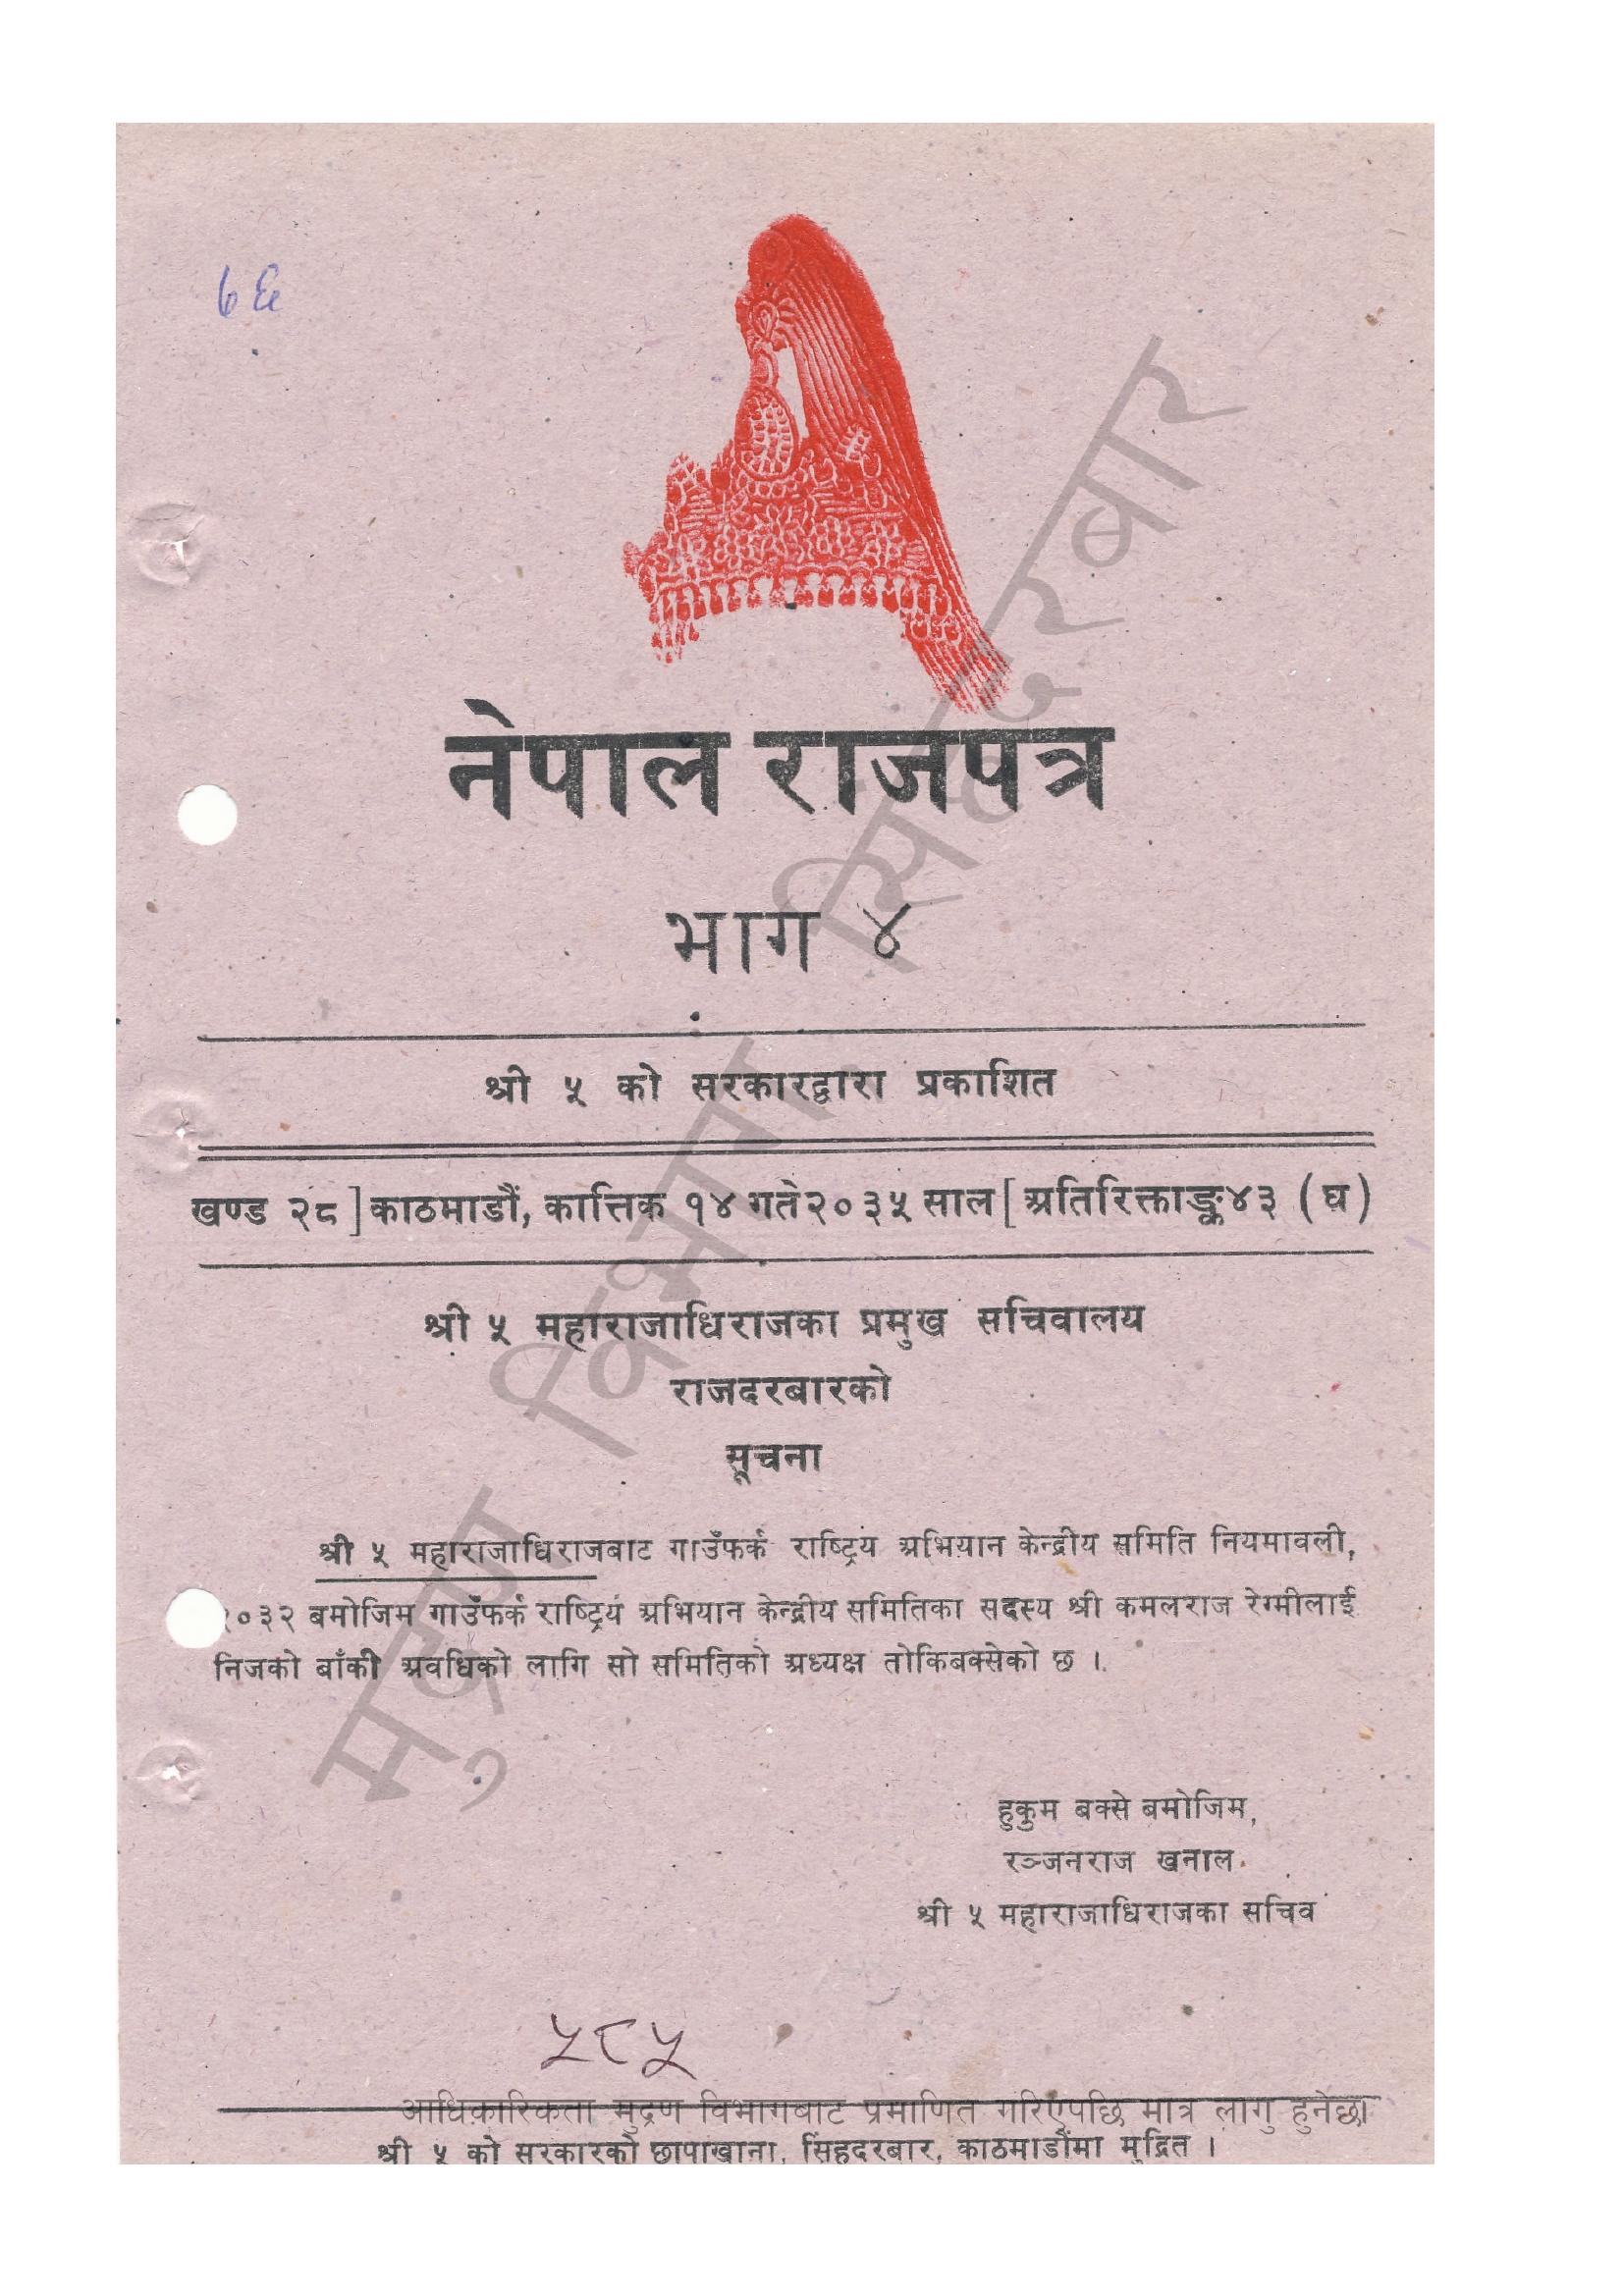 ७६
नेपाल राजपत्र
भाग ४
श्री ५ को सरकारद्वारा प्रकाशित
खण्ड २८] काठमाडौं, कात्तिक १४ गते २०३५ साल [अतिरिक्ताङ्क ४३ (घ)
श्री ५ महाराजाधिराजका प्रमुख सचिवालय
राजदरबारको
सूचना
श्री ५ महाराजाधिराजबाट गाउँफर्क राष्ट्रिय अभियान केन्द्रीय समिति नियमावली,
२०३२ बमोजिम गाउँफर्क राष्ट्रिय अभियान केन्द्रीय समितिका सदस्य श्री कमलराज रेग्मीलाई
निजको बाँकी अवधिको लागि सो समितिको अध्यक्ष तोकिबक्सेको छ ।
हुकुम बक्से बमोजिम,
रञ्जनराज खनाल
श्री ५ महाराजाधिराजका सचिव
५८५
आधिकारिकता मुद्रण विभागबाट प्रमाणित गरिएपछि मात्र लागु हुनेछ।
श्री ५ को सरकारको छापाखाना, सिंहदरबार, काठमाडौंमा मुद्रित ।
मुद्रण विभाग, सिंहदरबार